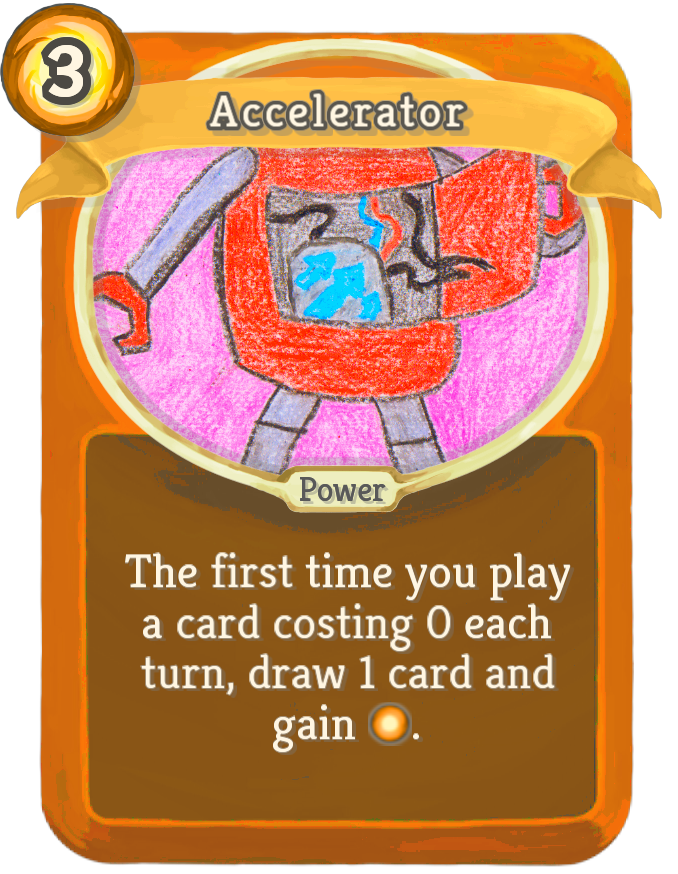 3
Accelerator
Power
The first time you play
a card costing 0 each
turn, draw 1 card and
gain .